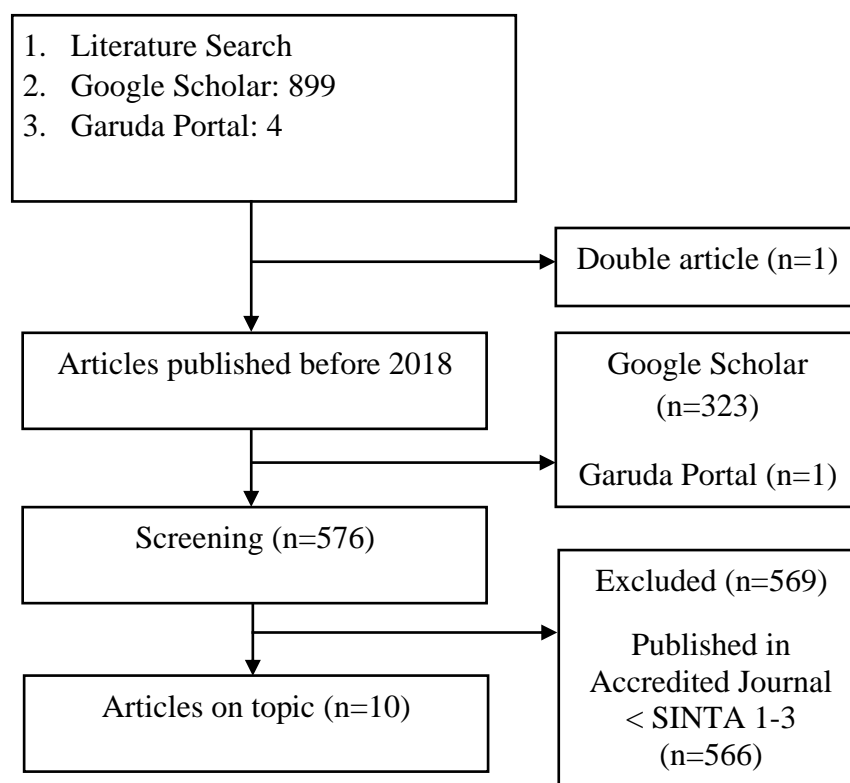 1. Literature Search
2. Google Scholar: 899
3. Garuda Portal: 4
Double article (n=1)
Articles published before 2018
Google Scholar
(n=323)
Garuda Portal (n=1)
Screening (n=576)
Excluded (n=569)
Published in
Accredited Journal
< SINTA 1-3
(n=566)
Articles on topic (n=10)